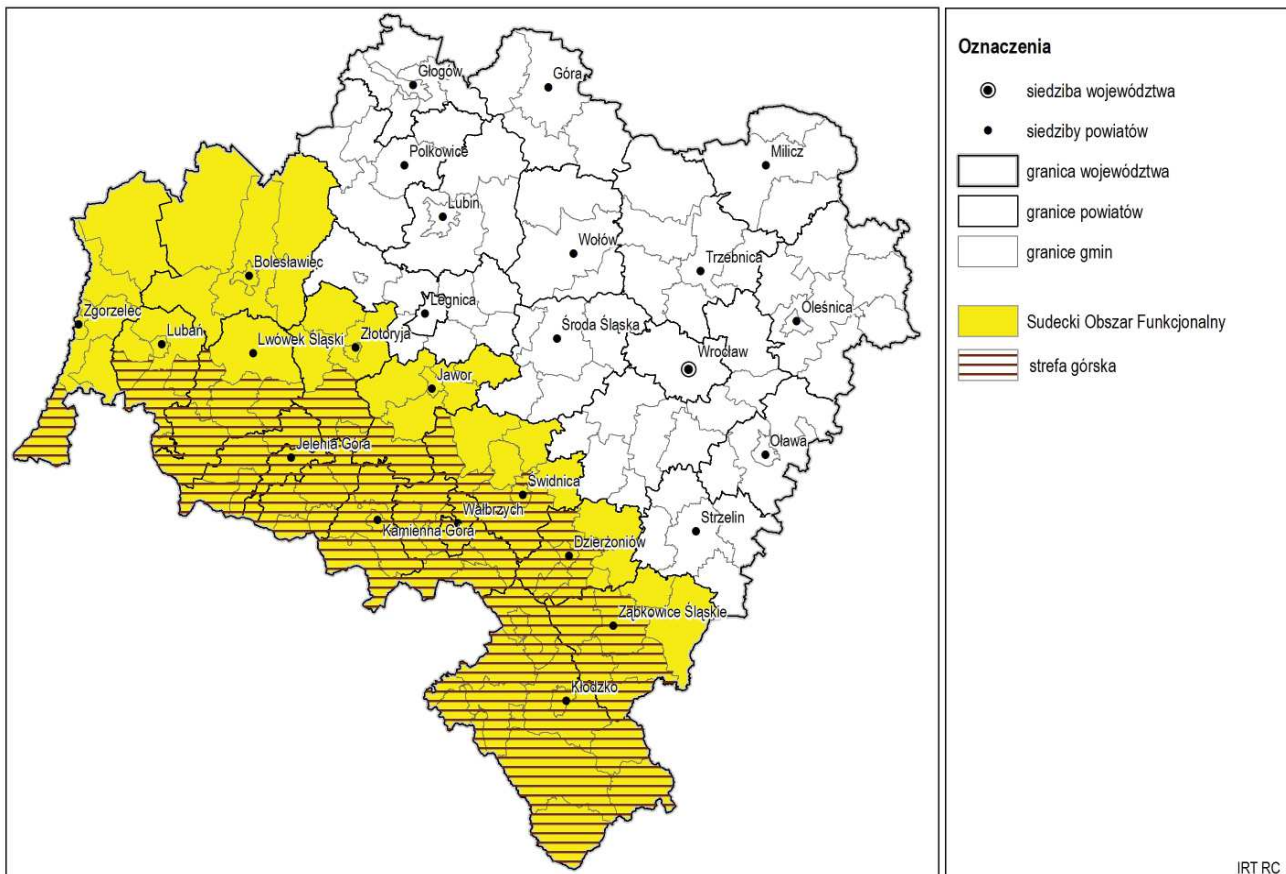 Głogów
Góra
Polkowice
Milicz
Lubin
Wołów
Trzebnica
Bolesławiec
Legnica
Oleśnica
Zgorzelec
Lubań
Lwówek Śląski
Złotoryja
Środa Śląska
Wrocław
Jawor
Jelenia Góra
Oława
Świdnica
Wałbrzych
Kamienna Góra
Strzelin
Dzierżoniów
Ząbkowice Śląskie
Kłodzko
Oznaczenia
siedziba województwa
siedziby powiatów
granica województwa
granice powiatów
granice gmin
Sudecki Obszar Funkcjonalny
strefa górska
IRT RC